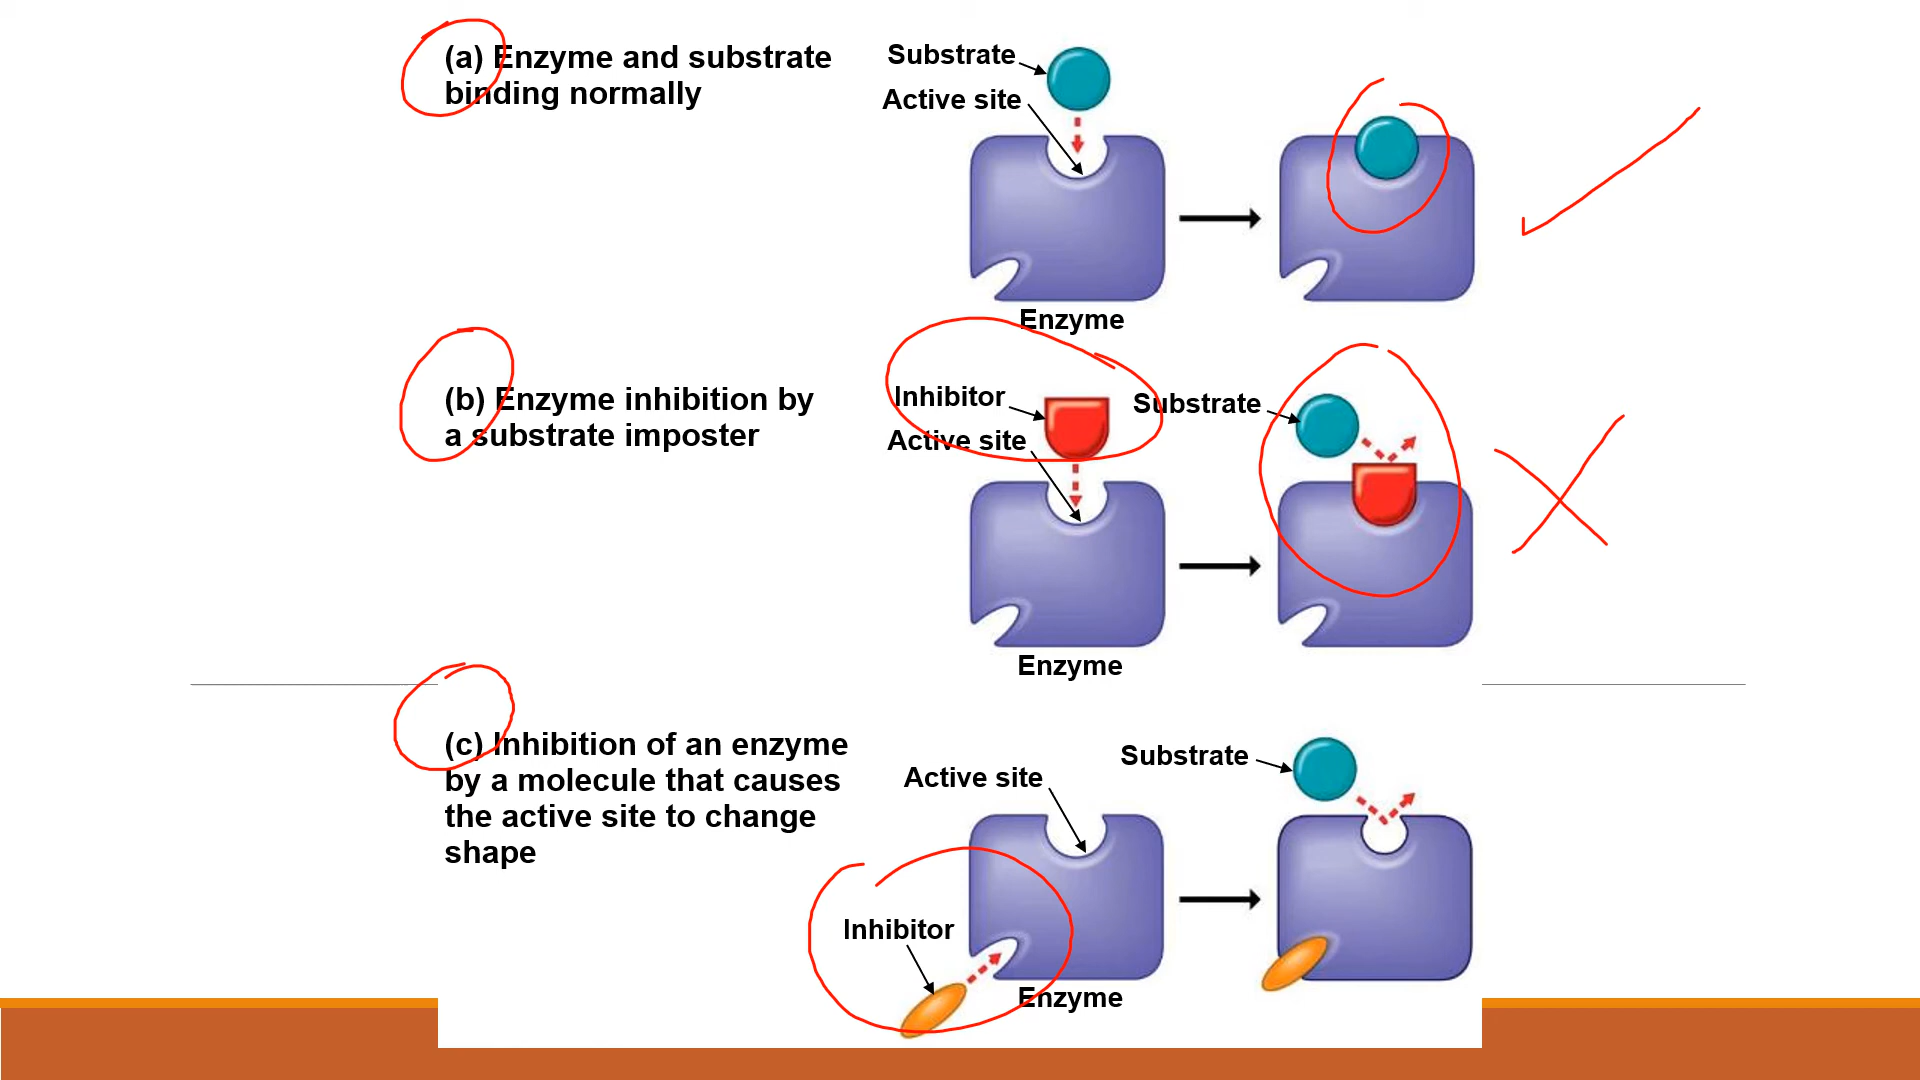 (a) Enzyme and substrate
binding normally
Substrate
Active site
Enzyme
(b) Enzyme inhibition by
a substrate imposter
Inhibitor
Active site
Substrate
Enzyme
(c) Inhibition of an enzyme
by a molecule that causes
the active site to change
shape
Active site
Substrate
Inhibitor
Enzyme